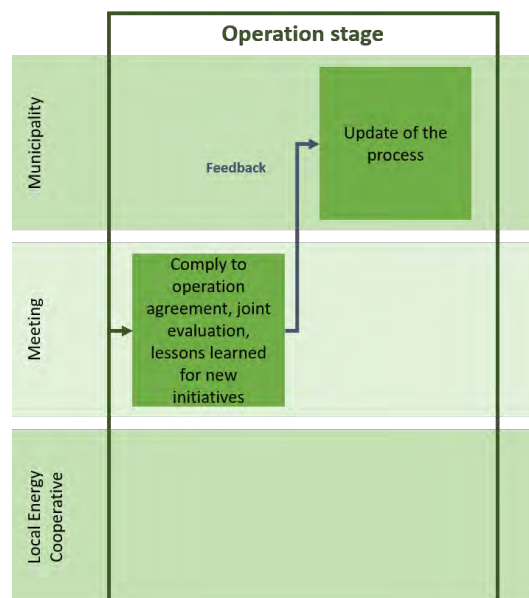 Operation stage
Municipality
Update of the
process
Feedback
Meeting
Comply to
operation
agreement, joint
evaluation,
lessons learned
for new
initiatives
Local Energy
Cooperative